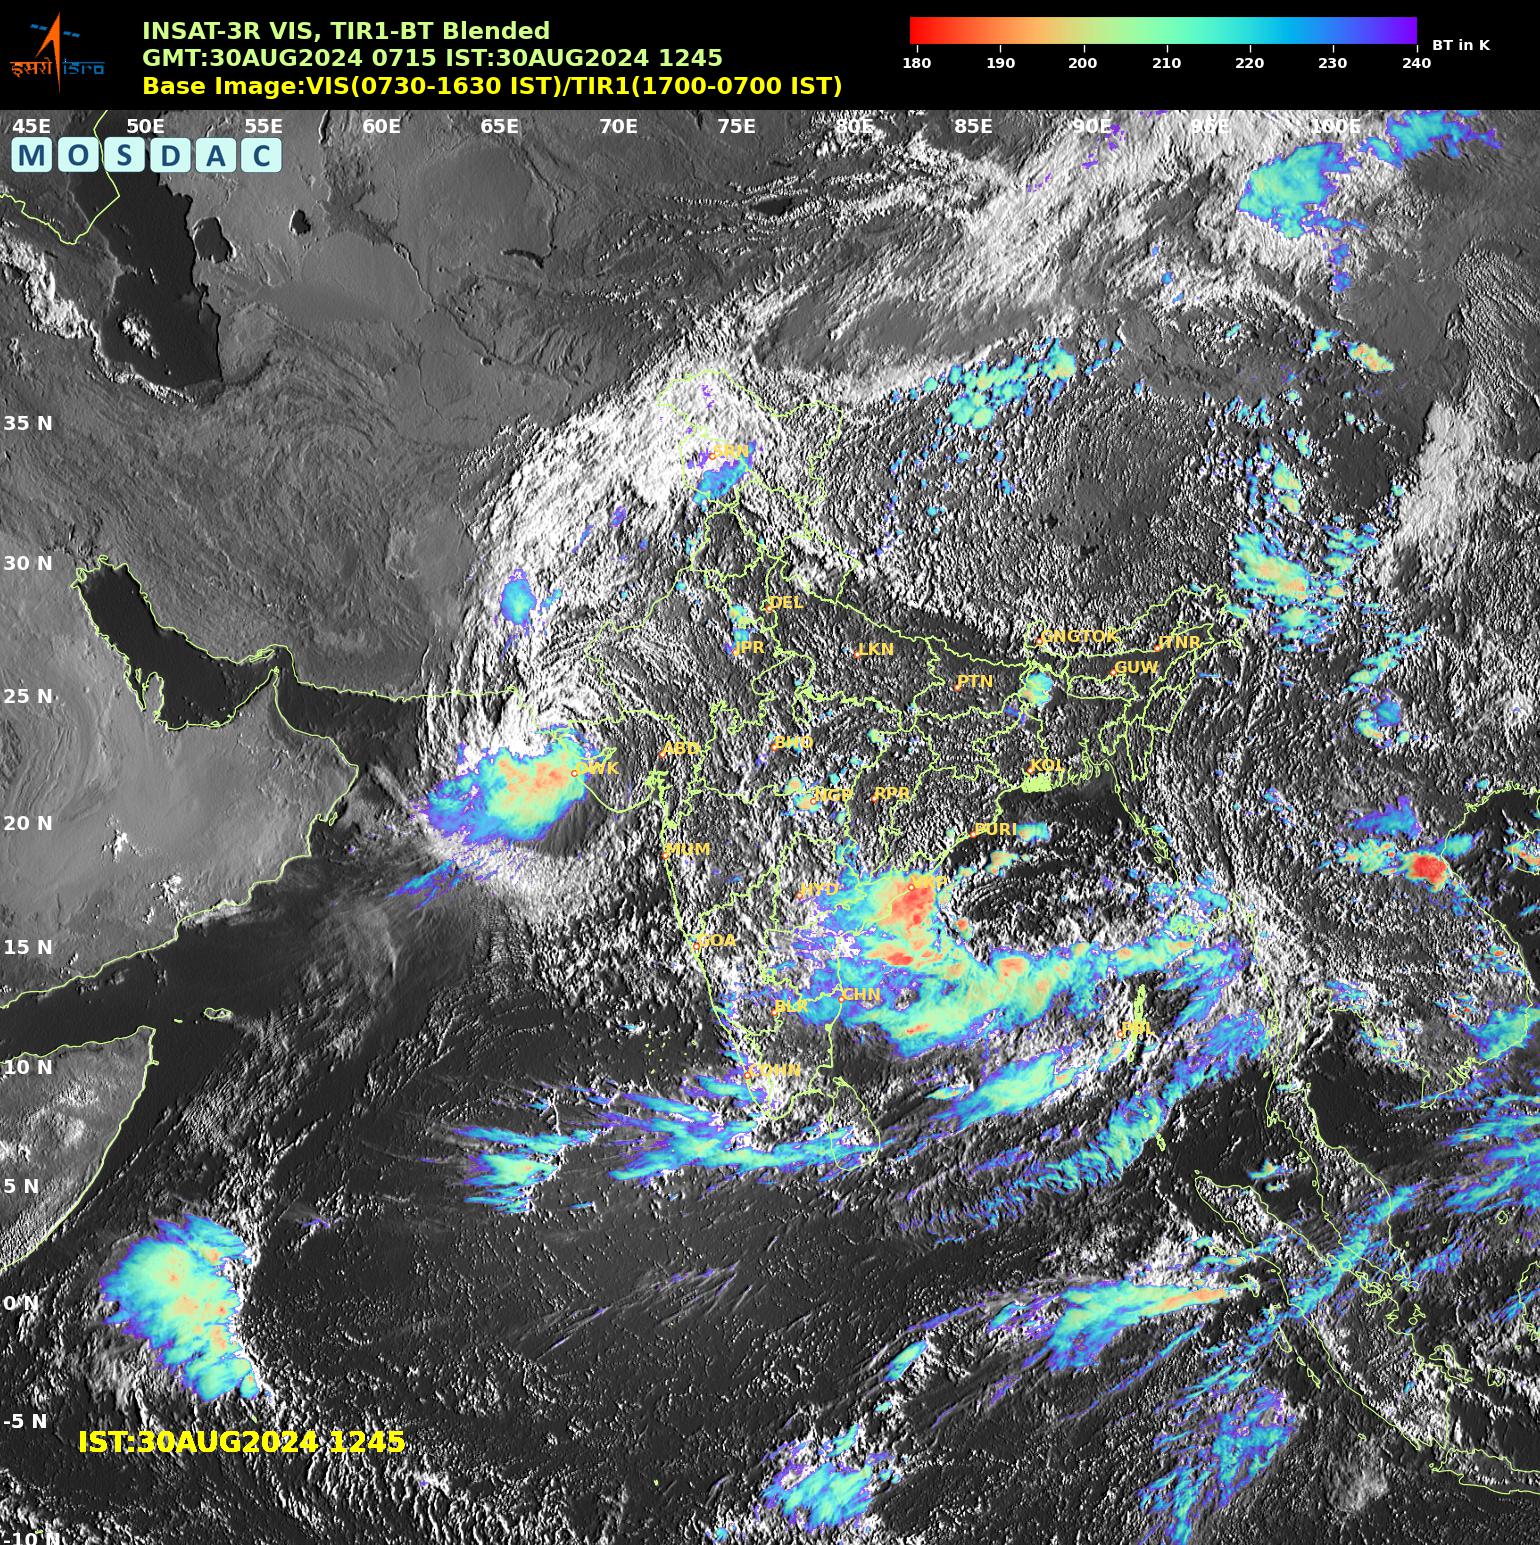 INSAT-3R VIS, TIR1-BT Blended
GMT:30AUG2024 0715 IST:30AUG2024 1245
Base Image:VIS(0730-1630 IST)/TIR1(1700-0700 IST)
इसरो isro
180 190 200 210 220 230 240
BT in K
45E 50E 55E 60E 65E 70E 75E 80E 85E 90E 95E 100E
MOSDAC
35 N
SRN
30 N
DEL
GNGTOK
ITNR
JPR
LKN
GUW
25 N
PTN
ABD
BHO
DWK
KOL
NGP
RPR
20 N
PURI
MUM
HYD
15 N
GOA
CHN
BLR
PBL
10 N
COHN
5 N
0 N
-5 N
IST:30AUG2024 1245
-10 N